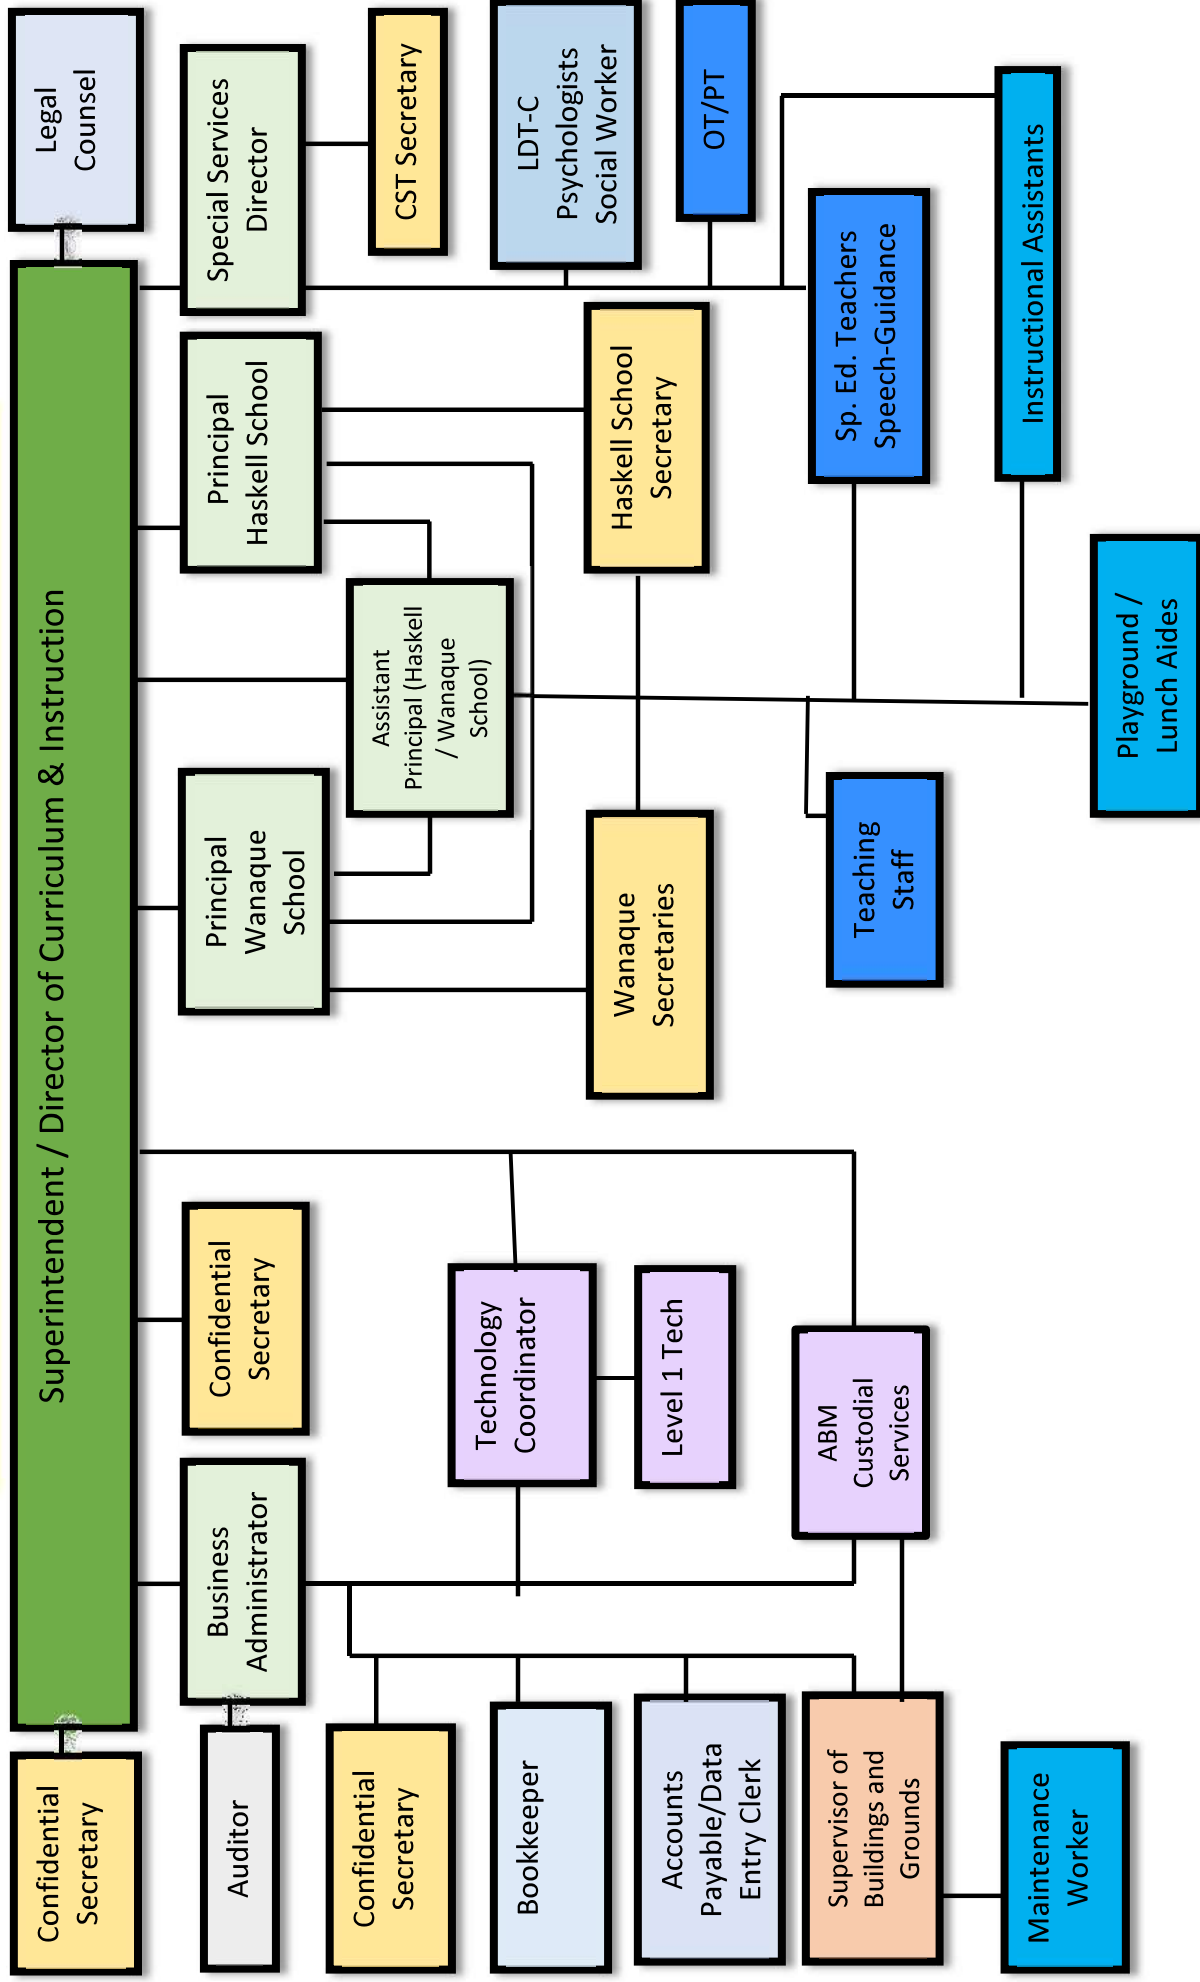 Confidential
Secretary
Superintendent / Director of Curriculum & Instruction
Legal
Counsel
Auditor
Business
Administrator
Confidential
Secretary
Principal
Wanaque
School
Principal
Haskell School
Special Services
Director
Confidential
Secretary
Assistant
Principal (Haskell
/ Wanaque
School)
CST Secretary
Bookkeeper
Technology
Coordinator
LDT-C
Psychologists
Social Worker
Accounts
Payable/Data
Entry Clerk
Level 1 Tech
Wanaque
Secretaries
Haskell School
Secretary
OT/PT
Supervisor of
Buildings and
Grounds
ABM
Custodial
Services
Teaching
Staff
Sp. Ed. Teachers
Speech-Guidance
Maintenance
Worker
Instructional Assistants
Playground /
Lunch Aides